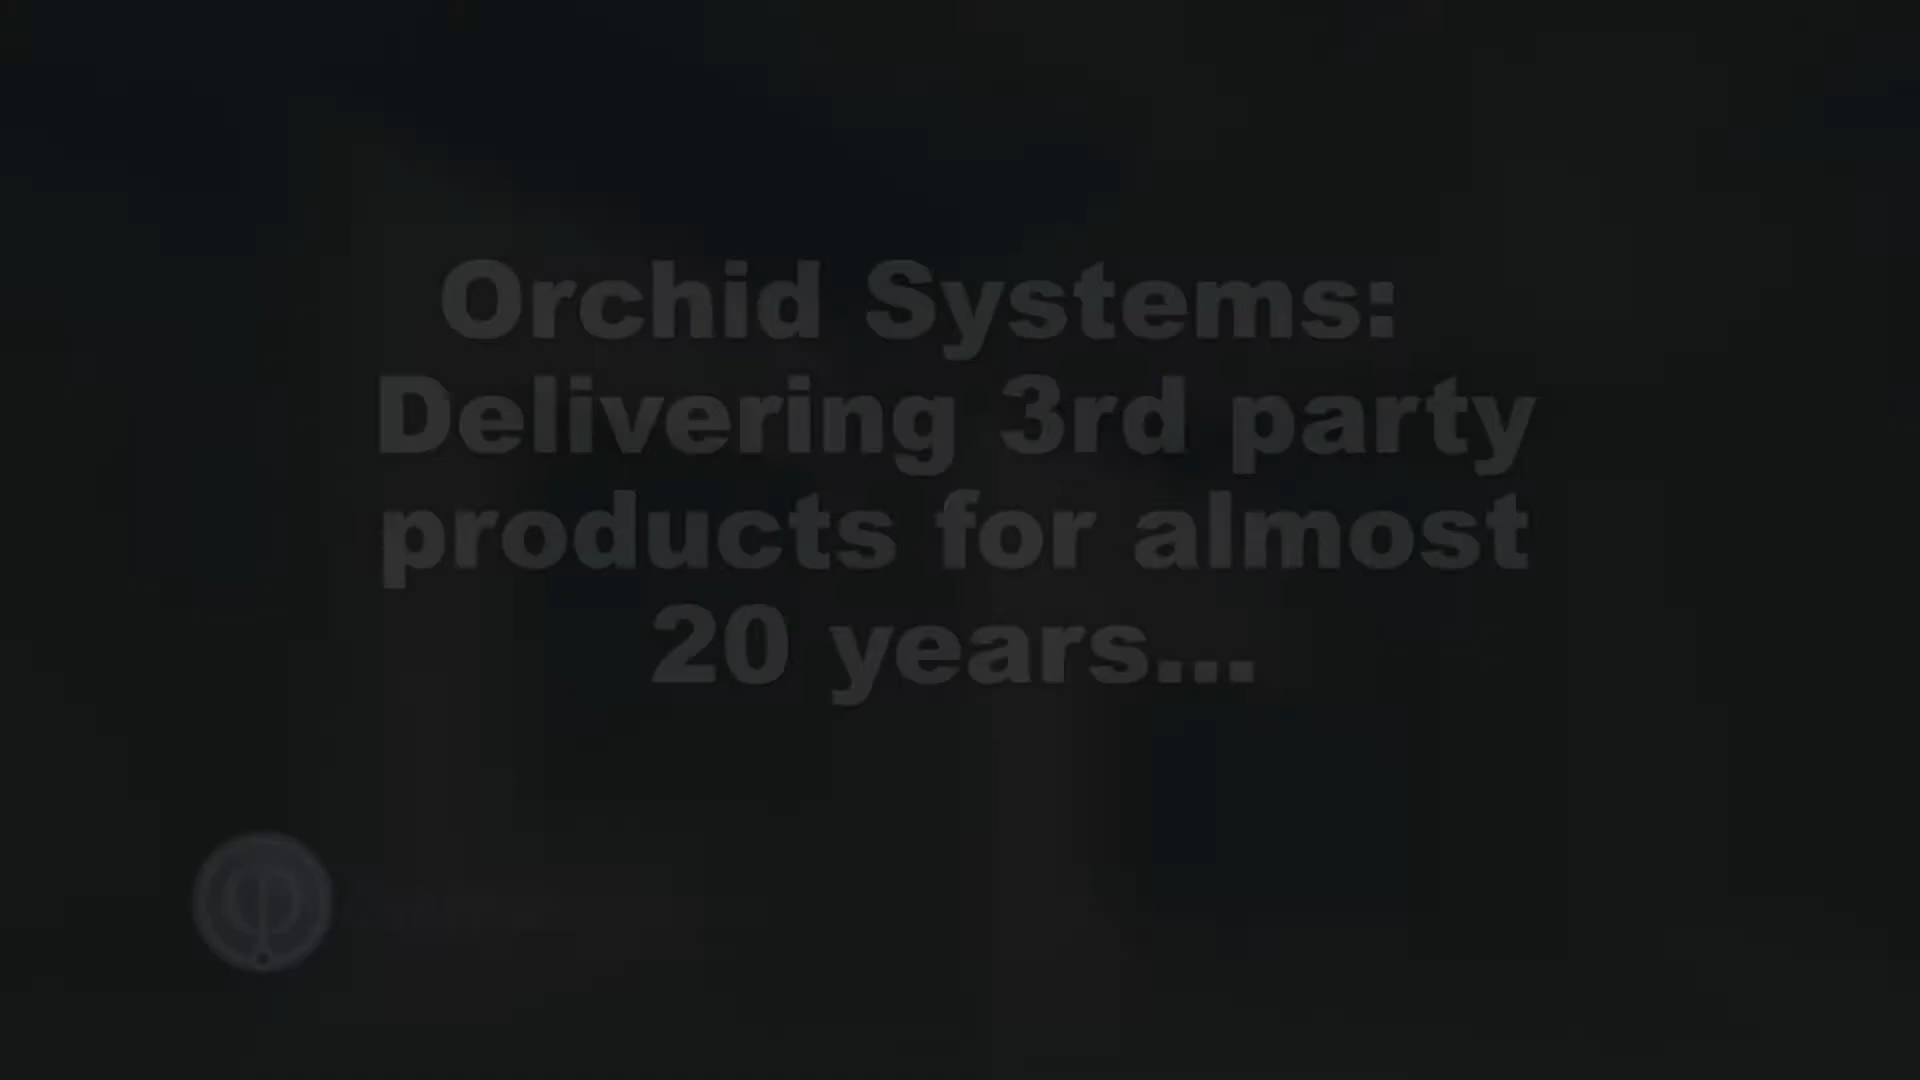 Orchid Systems:
Delivering 3rd party
products for almost
20 years...